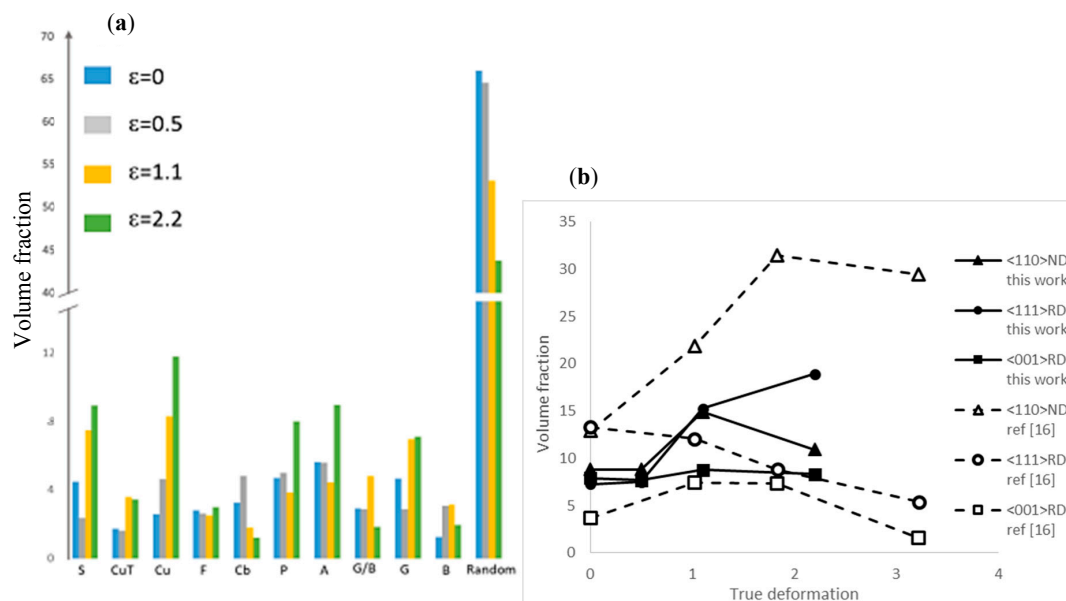 (a)
70
65
60
55
50
45
40
12
8
4
0
Volume fraction
ε=0
ε=0.5
ε=1.1
ε=2.2
S CuT Cu F Cb P A G/B G B Random
(b)
35
30
25
20
15
10
5
0
Volume fraction
0 1 2 3 4
True deformation
<110>ND
this work
<111>RD
this work
<001>RD
this work
<110>ND
ref [16]
<111>RD
ref [16]
<001>RD
ref [16]